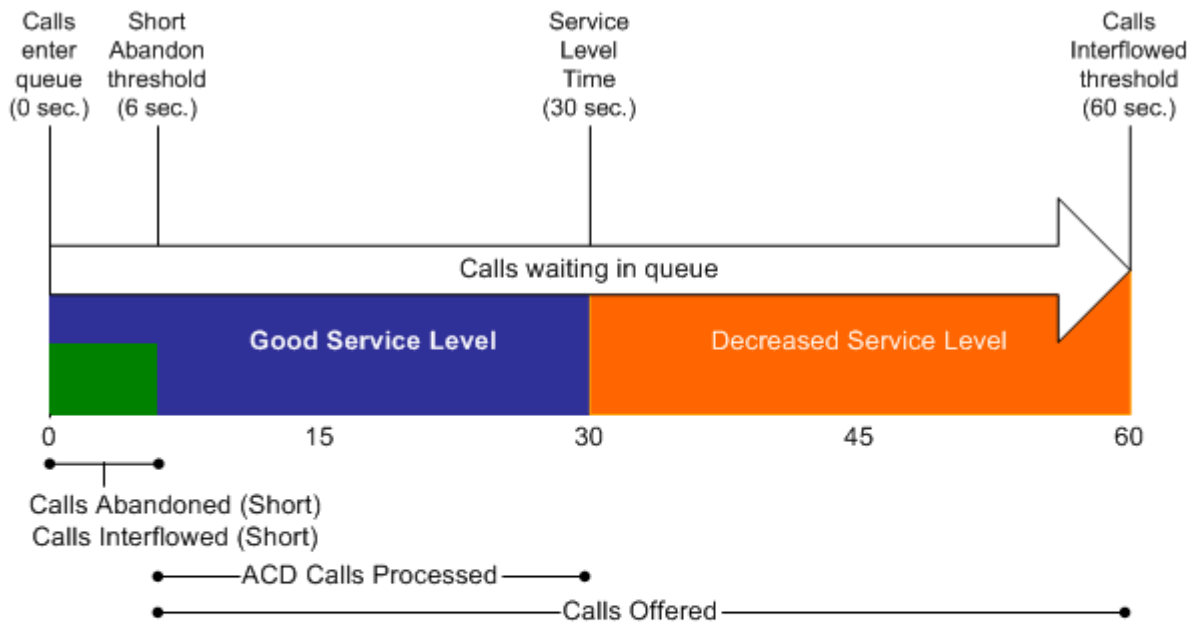 Calls
enter
queue
(0 sec.)
Short
Abandon
threshold
(6 sec.)
Service
Level
Time
(30 sec.)
Calls
Interflowed
threshold
(60 sec.)
Calls waiting in queue
Good Service Level
Decreased Service Level
0
15
30
45
60
Calls Abandoned (Short)
Calls Interflowed (Short)
ACD Calls Processed
Calls Offered